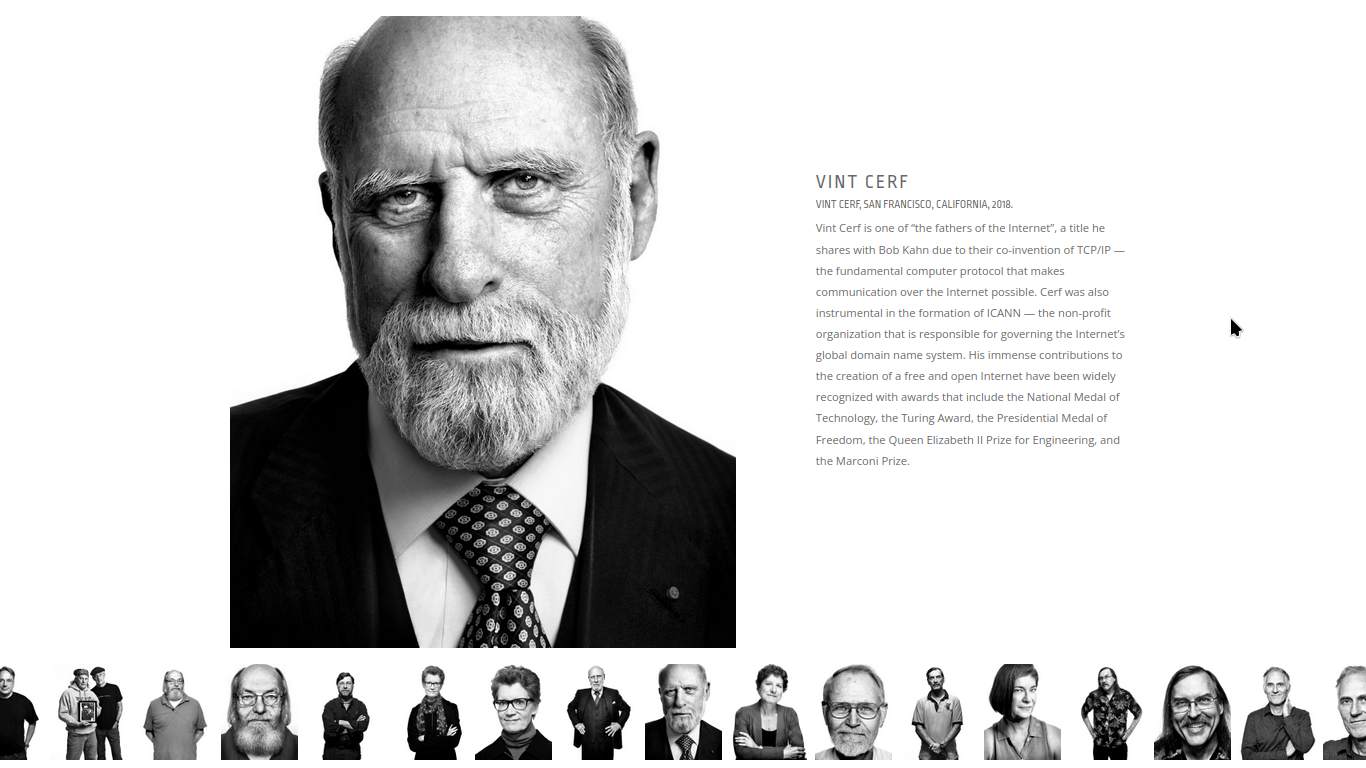 VINT CERF
VINT CERF, SAN FRANCISCO, CALIFORNIA, 2018.
Vint Cerf is one of “the fathers of the Internet”, a title he
shares with Bob Kahn due to their co-invention of TCP/IP —
the fundamental computer protocol that makes
communication over the Internet possible. Cerf was also
instrumental in the formation of ICANN — the non-profit
organization that is responsible for governing the Internet’s
global domain name system. His immense contributions to
the creation of a free and open Internet have been widely
recognized with awards that include the National Medal of
Technology, the Turing Award, the Presidential Medal of
Freedom, the Queen Elizabeth II Prize for Engineering, and
the Marconi Prize.